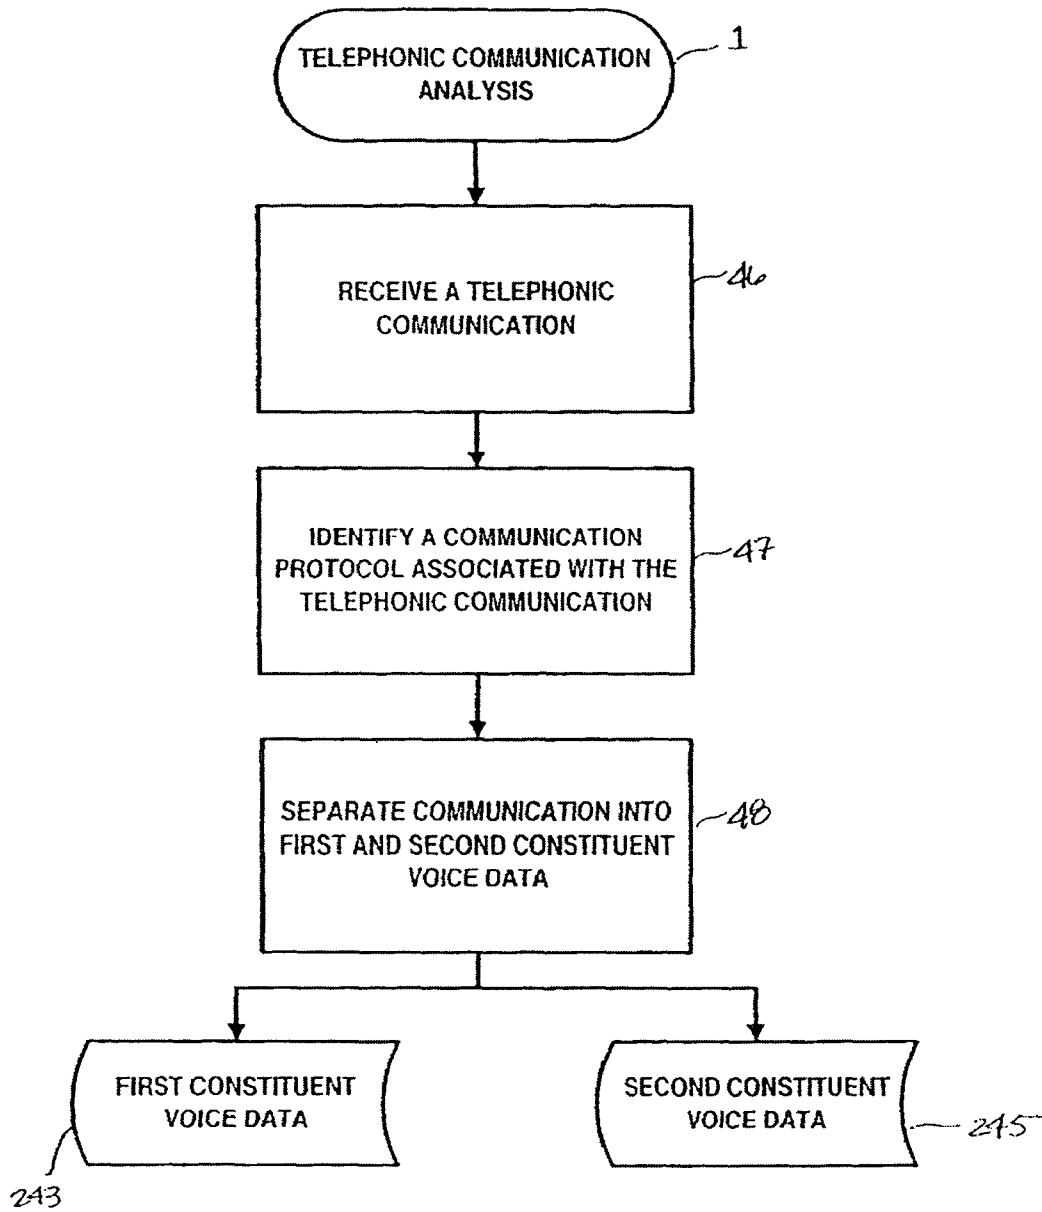 TELEPHONIC COMMUNICATION
ANALYSIS
1
RECEIVE A TELEPHONIC
COMMUNICATION
46
IDENTIFY A COMMUNICATION
PROTOCOL ASSOCIATED WITH THE
TELEPHONIC COMMUNICATION
47
SEPARATE COMMUNICATION INTO
FIRST AND SECOND CONSTITUENT
VOICE DATA
48
FIRST CONSTITUENT
VOICE DATA
243
SECOND CONSTITUENT
VOICE DATA
245